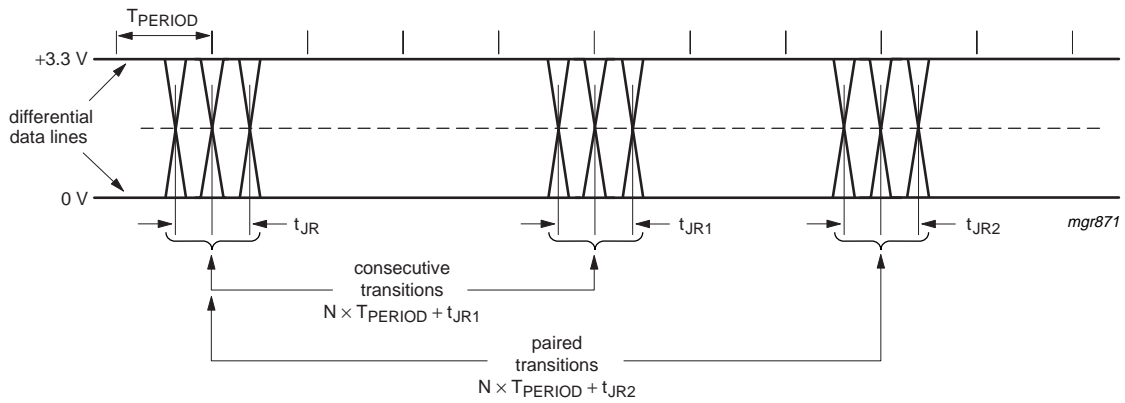 TPERIOD
+3.3 V
differential
data lines
0 V
tJR
tJR1
tJR2
mgr871
consecutive
transitions
N × TPERIOD + tJR1
paired
transitions
N × TPERIOD + tJR2